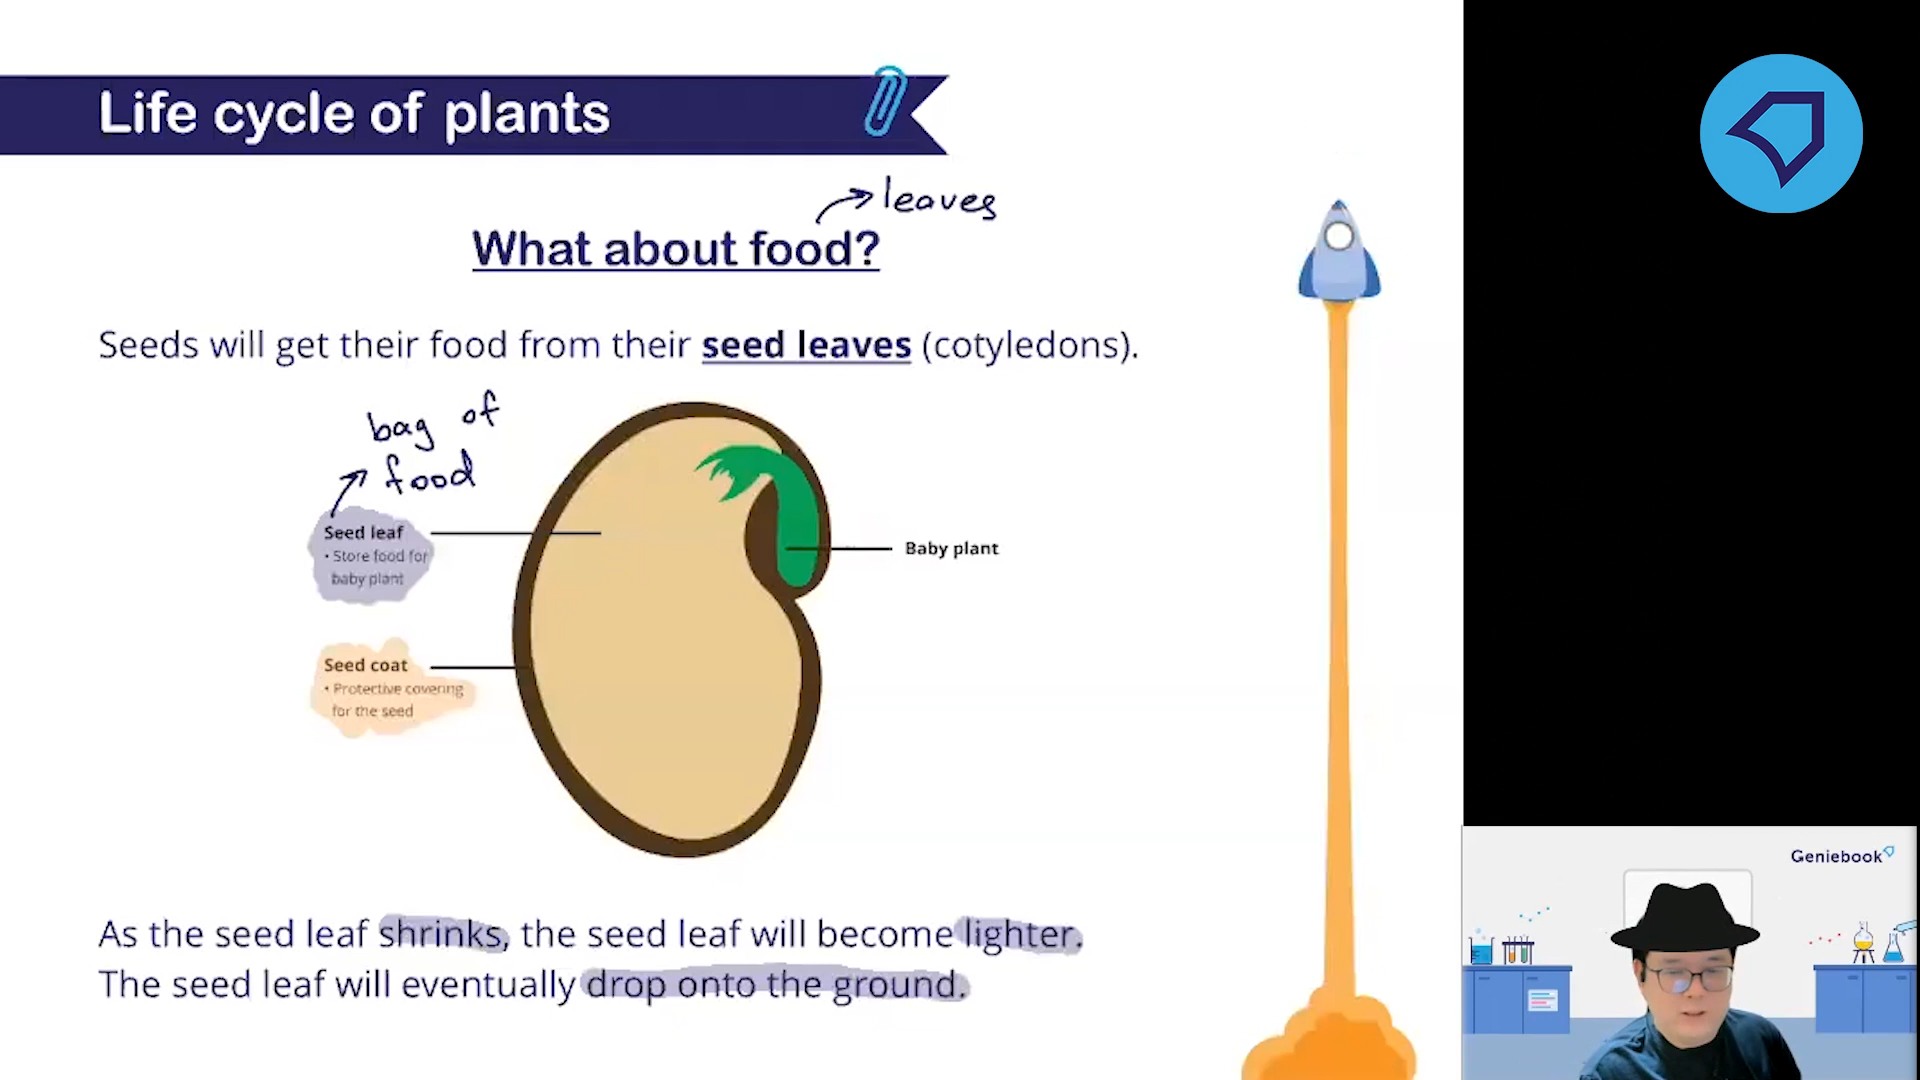 Life cycle of plants
leaves
What about food?
Seeds will get their food from their seed leaves (cotyledons).
bag of
food
Seed leaf
• Store food for
baby plant
Baby plant
Seed coat
• Protective covering
for the seed
As the seed leaf shrinks, the seed leaf will become lighter.
The seed leaf will eventually drop onto the ground.
Geniebook